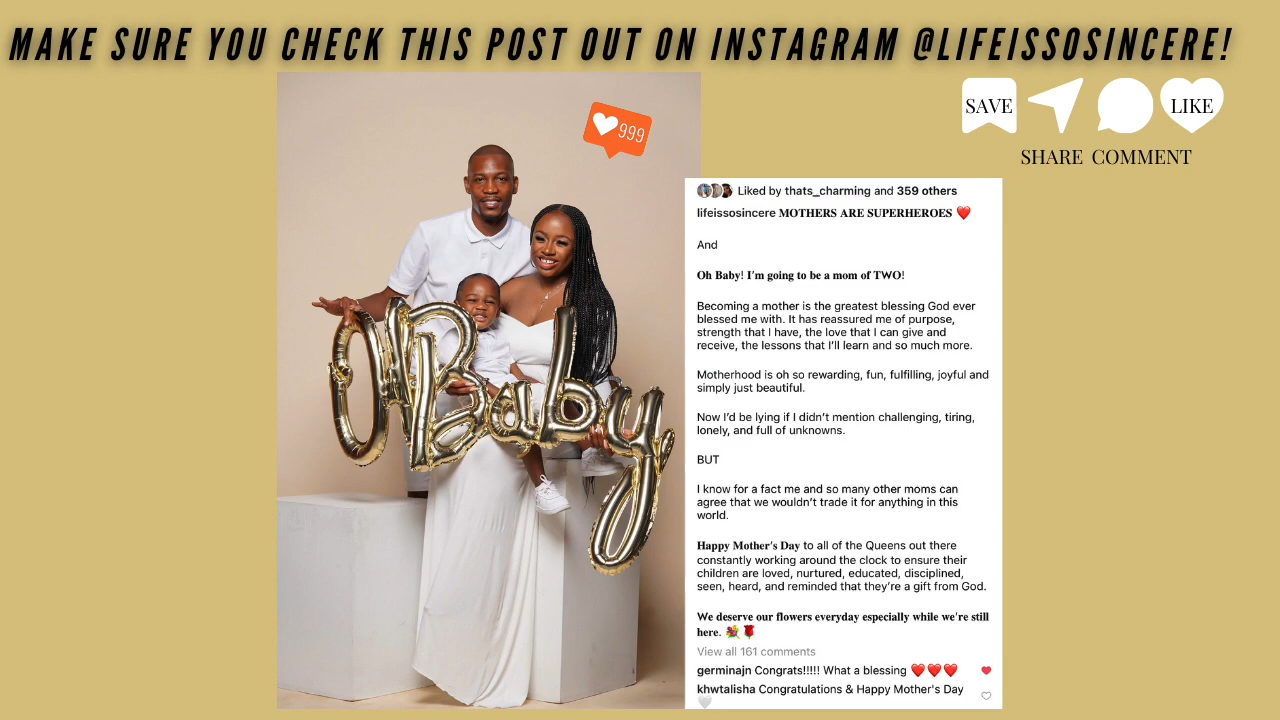 MAKE SURE YOU CHECK THIS POST OUT ON INSTAGRAM @LIFEISSOSINCERE!
SAVE
LIKE
SHARE COMMENT
999
OH Baby
Liked by thats_charming and 359 others
lifeissosincere MOTHERS ARE SUPERHEROES ❤️
And
Oh Baby! I'm going to be a mom of TWO!
Becoming a mother is the greatest blessing God ever
blessed me with. It has reassured me of purpose,
strength that I have, the love that I can give and
receive, the lessons that I'll learn and so much more.
Motherhood is oh so rewarding, fun, fulfilling, joyful and
simply just beautiful.
Now I'd be lying if I didn't mention challenging, tiring,
lonely, and full of unknowns.
BUT
I know for a fact me and so many other moms can
agree that we wouldn't trade it for anything in this
world.
Happy Mother's Day to all of the Queens out there
constantly working around the clock to ensure their
children are loved, nurtured, educated, disciplined,
seen, heard, and reminded that they're a gift from God.
We deserve our flowers everyday especially while we're still
here. 💐🌹
View all 161 comments
germinajn Congrats!!!!! What a blessing ❤️❤️❤️
khwtalisha Congratulations & Happy Mother's Day
🤍